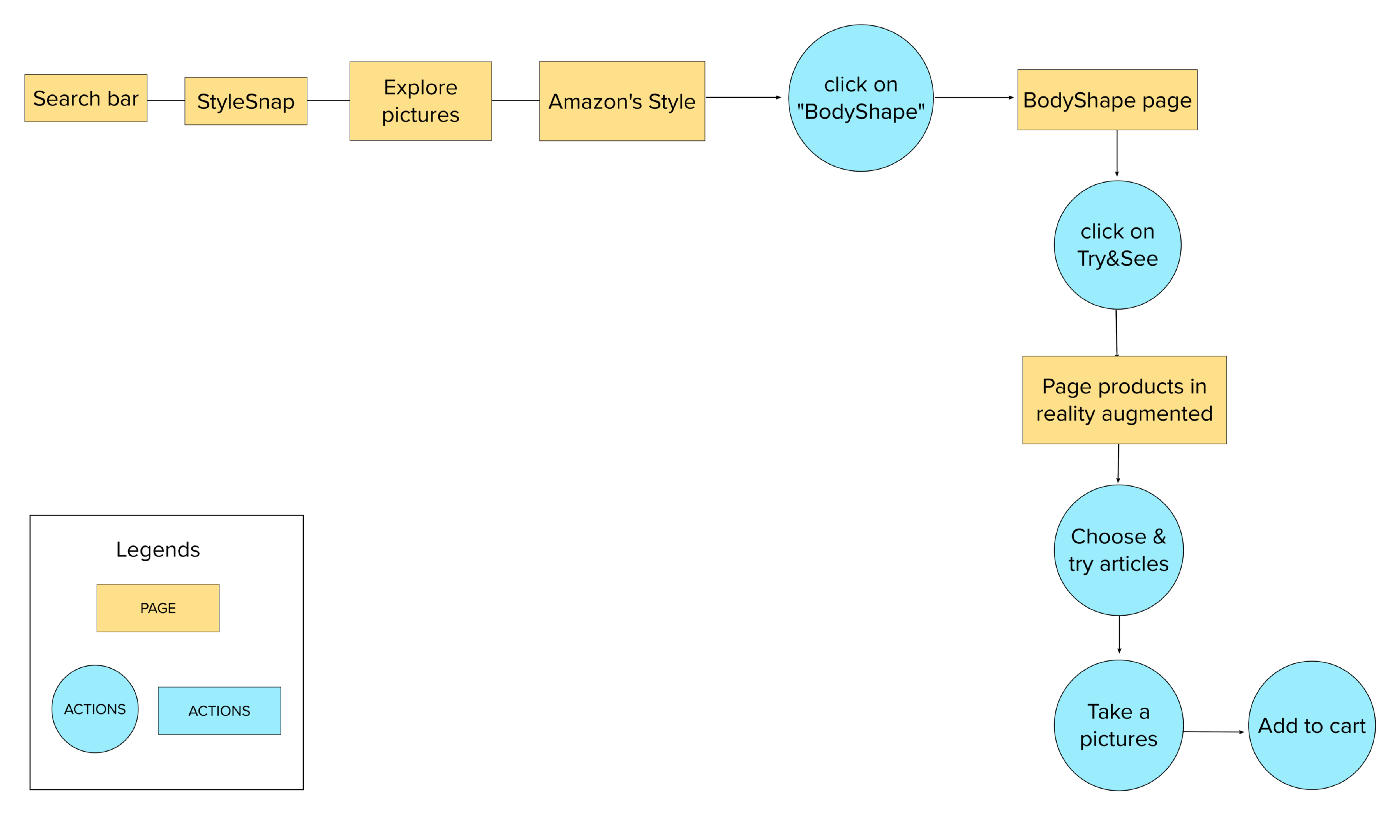 Search bar
StyleSnap
Explore
pictures
Amazon's Style
click on
"BodyShape"
BodyShape page
click on
Try&See
Page products in
reality augmented
Choose &
try articles
Take a
pictures
Add to cart
Legends
PAGE
ACTIONS
ACTIONS